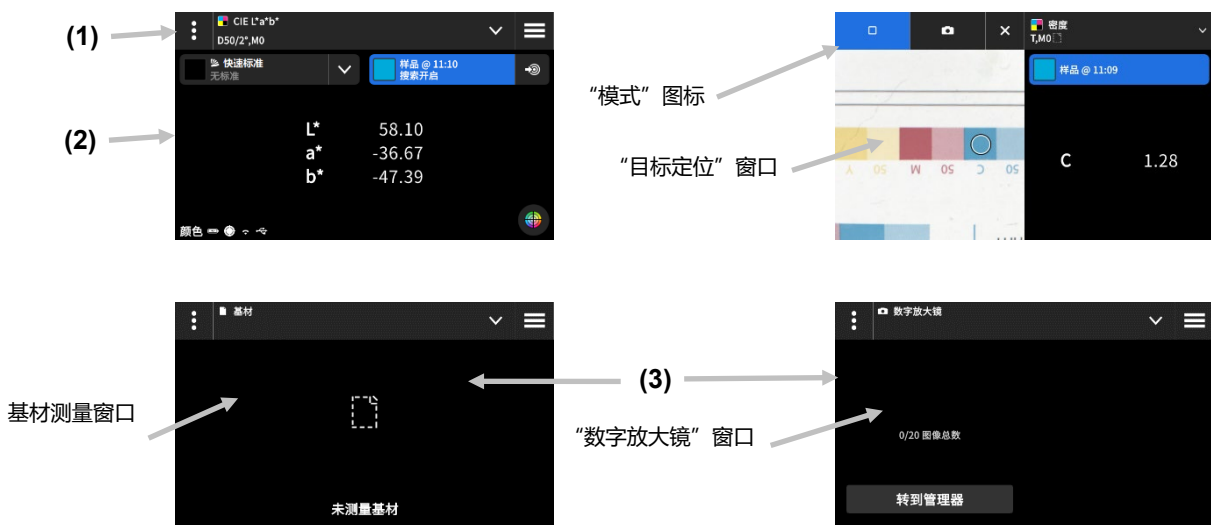 (1)
CIE L*a*b*
D50/2°,M0
快速标准
无标准
样品 @ 11:10
搜索开启
(2)
L* 58.10
a* -36.67
b* -47.39
颜色
“模式”图标
“目标定位”窗口
密度
T,M0
样品 @ 11:09
C 1.28
Y 50 M 50 C 50
基材
基材测量窗口
未测量基材
(3)
“数字放大镜”窗口
数字放大镜
0/20 图像总数
转到管理器